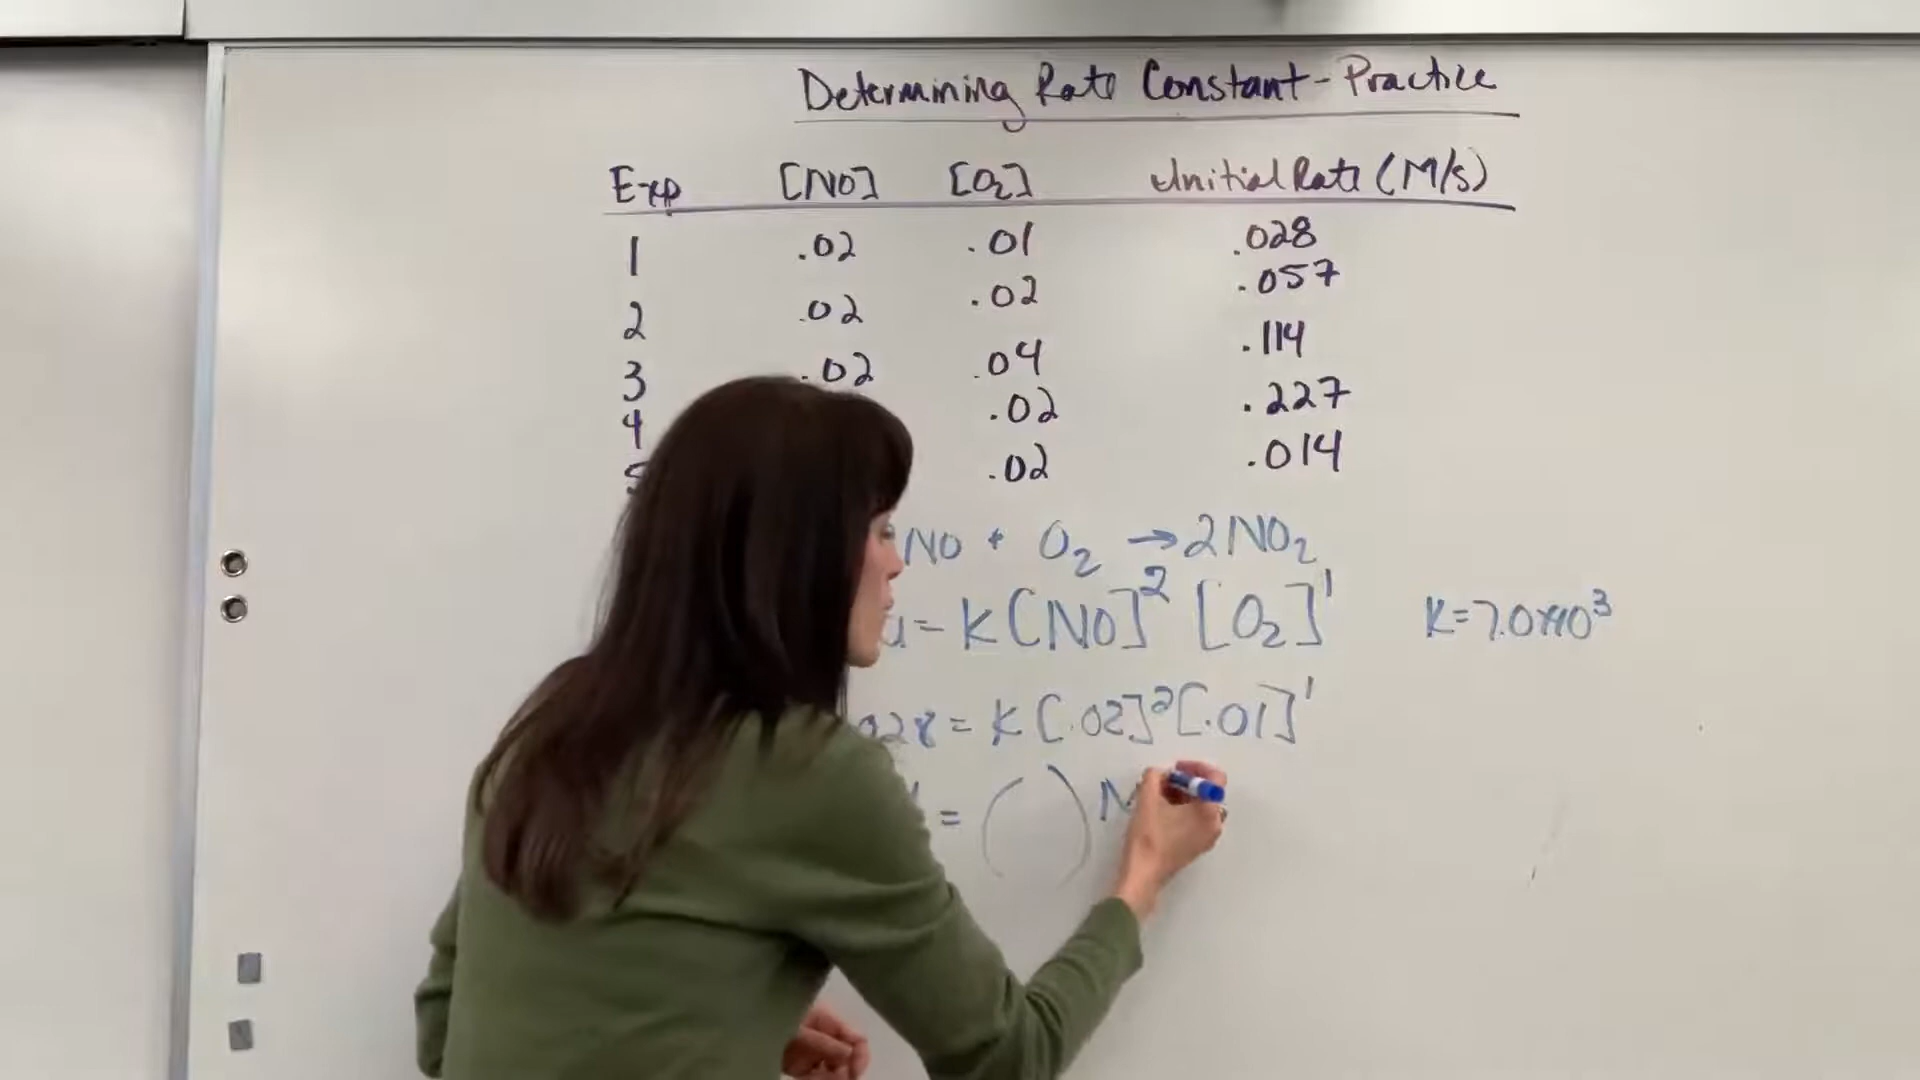 Determining Rate Constant - Practice
Exp [NO] [O2] Initial Rate (M/s)
1 .02 .01 .028
2 .02 .02 .057
3 .02 .04 .114
4 .02 .227
5 .02 .014
NO + O2 → 2NO2
= K[NO]^2 [O2]^1 K=7.0x10^3
028 = K[.02]^2[.01]^1
= ( ) M